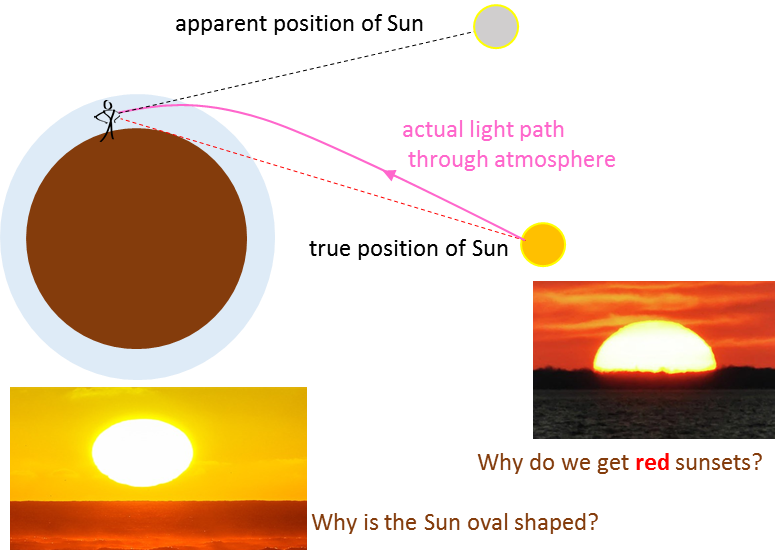 apparent position of Sun
actual light path
through atmosphere
true position of Sun
Why do we get red sunsets?
Why is the Sun oval shaped?